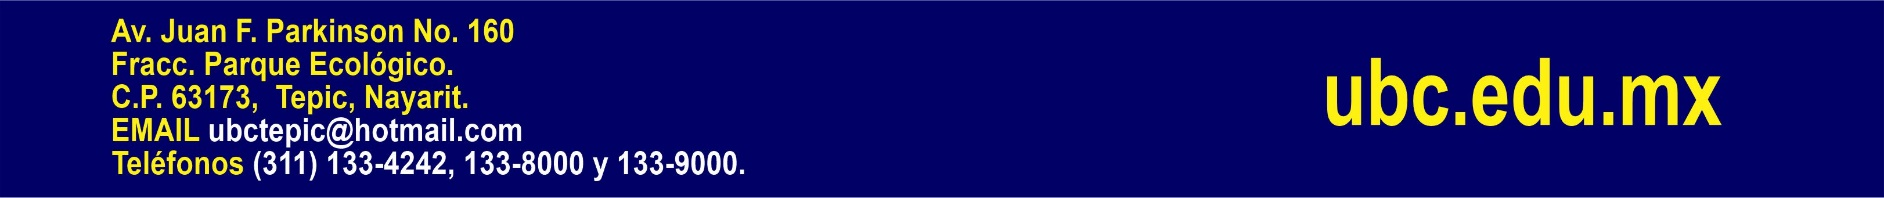 Av. Juan F. Parkinson No. 160
Fracc. Parque Ecológico.
C.P. 63173,  Tepic, Nayarit.
EMAIL ubctepic@hotmail.com
Teléfonos (311) 133-4242, 133-8000 y 133-9000.
ubc.edu.mx